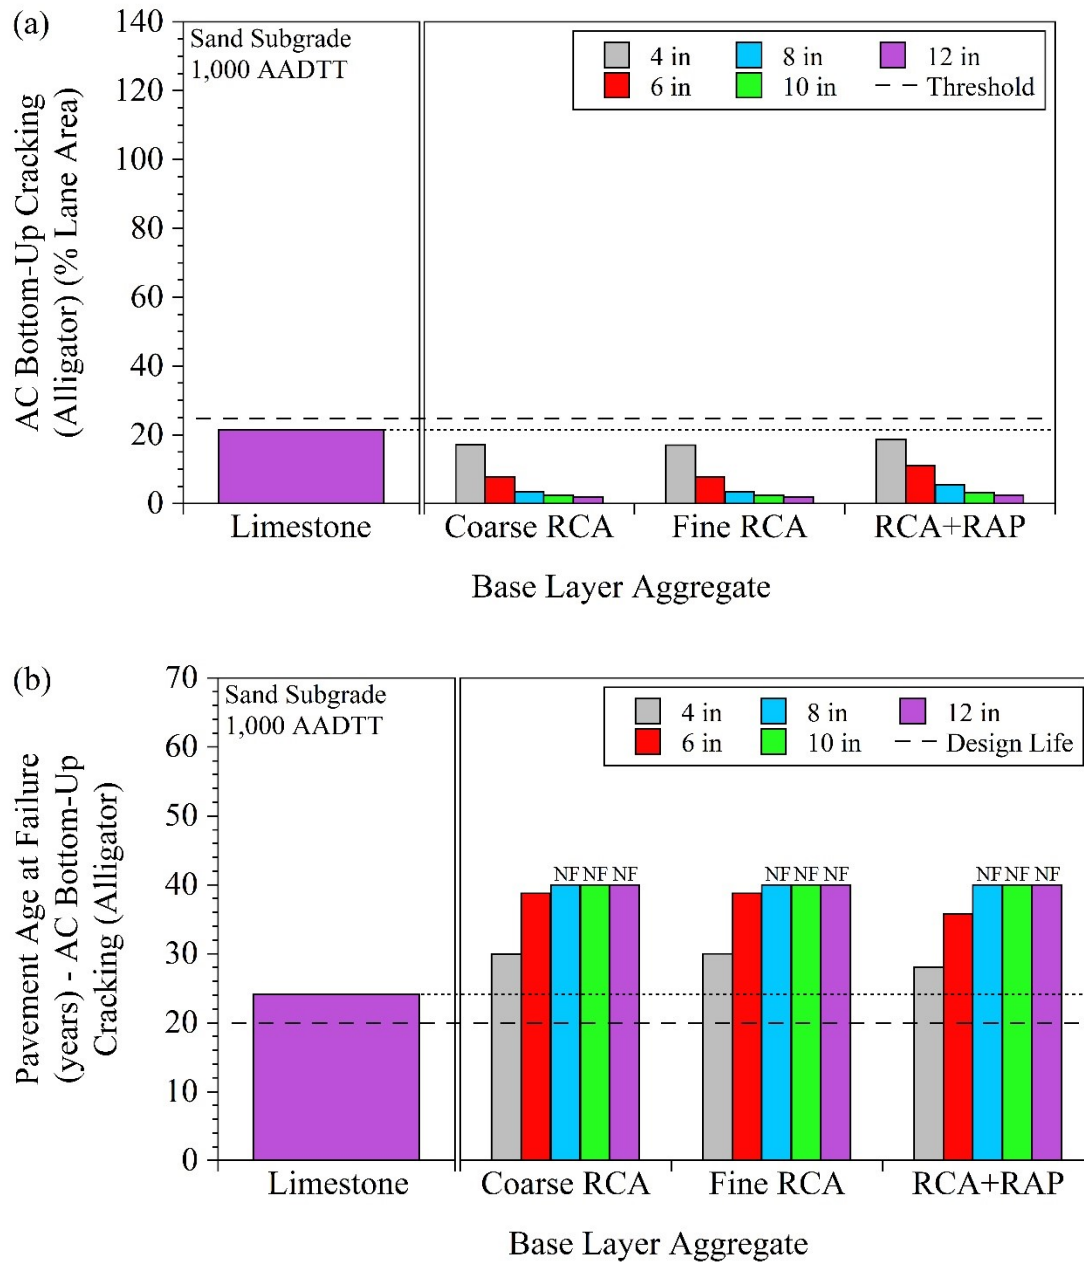 (a)
140
120
100
80
60
40
20
0
AC Bottom-Up Cracking
(Alligator) (% Lane Area)
Sand Subgrade
1,000 AADTT
4 in
8 in
12 in
6 in
10 in
Threshold
Limestone
Coarse RCA
Fine RCA
RCA+RAP
Base Layer Aggregate
(b)
70
60
50
40
30
20
10
0
Pavement Age at Failure
(years) - AC Bottom-Up
Cracking (Alligator)
Sand Subgrade
1,000 AADTT
4 in
8 in
12 in
6 in
10 in
Design Life
NF NF NF
NF NF NF
NF NF NF
Limestone
Coarse RCA
Fine RCA
RCA+RAP
Base Layer Aggregate